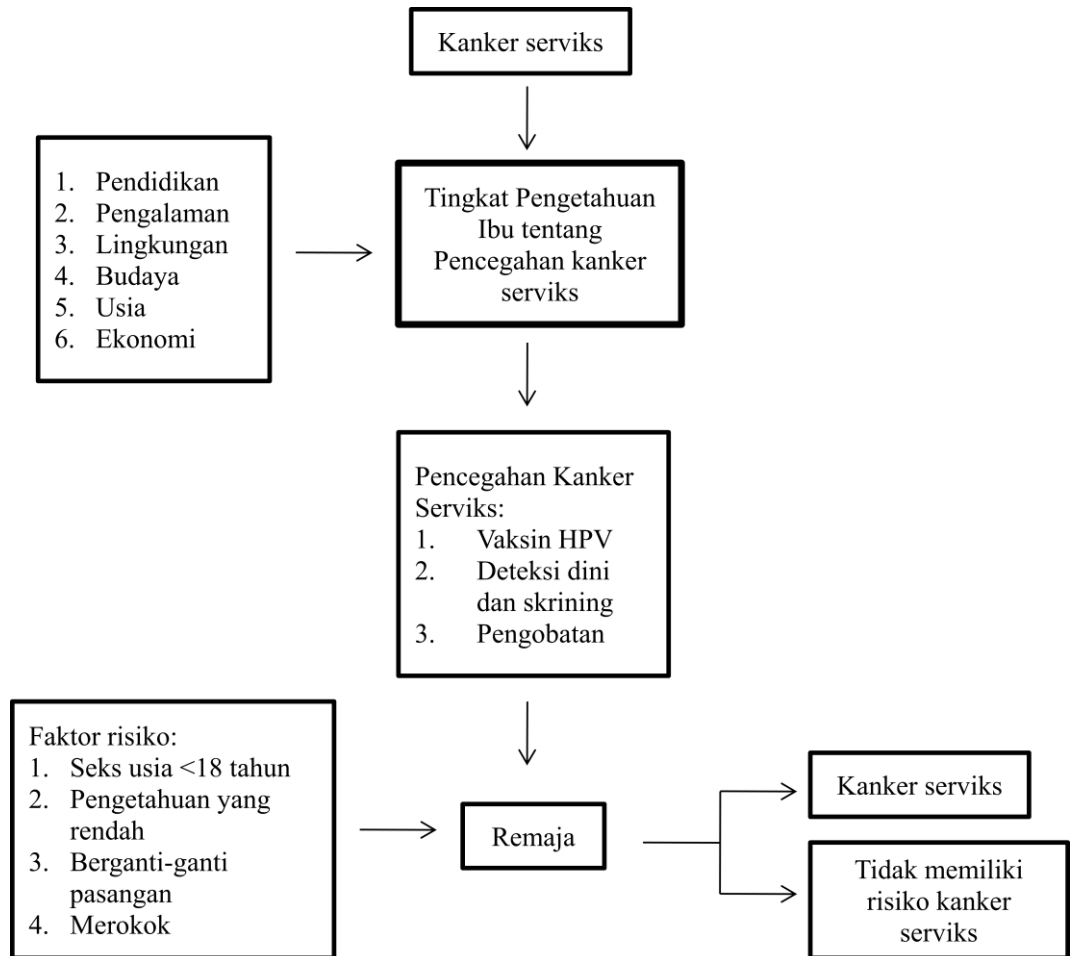 Kanker serviks
1. Pendidikan
2. Pengalaman
3. Lingkungan
4. Budaya
5. Usia
6. Ekonomi
Tingkat Pengetahuan
Ibu tentang
Pencegahan kanker
serviks
Pencegahan Kanker
Serviks:
1. Vaksin HPV
2. Deteksi dini
dan skrining
3. Pengobatan
Faktor risiko:
1. Seks usia <18 tahun
2. Pengetahuan yang
rendah
3. Berganti-ganti
pasangan
4. Merokok
Remaja
Kanker serviks
Tidak memiliki
risiko kanker
serviks